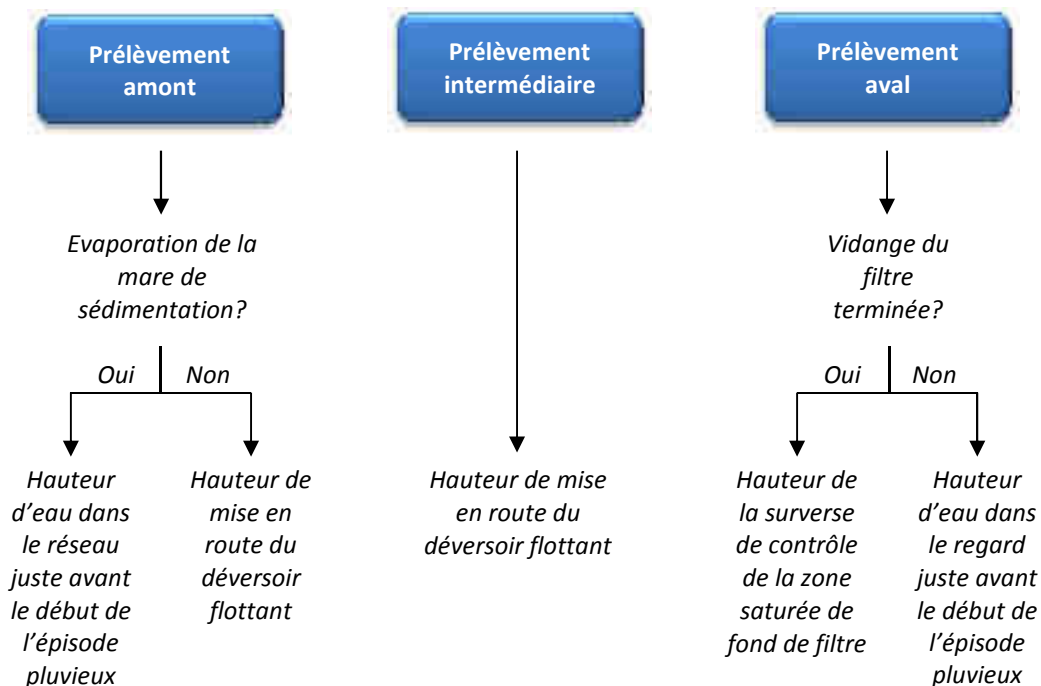 Prélèvement
amont
Prélèvement
intermédiaire
Prélèvement
aval
Evaporation de la
mare de
sédimentation?
Vidange du
filtre
terminée?
Oui
Non
Oui
Non
Hauteur
d’eau dans
le réseau
juste avant
le début de
l’épisode
pluvieux
Hauteur de
mise en
route du
déversoir
flottant
Hauteur de mise
en route du
déversoir flottant
Hauteur de
la surverse
de contrôle
de la zone
saturée de
fond de filtre
Hauteur
d’eau dans
le regard
juste avant
le début de
l’épisode
pluvieux